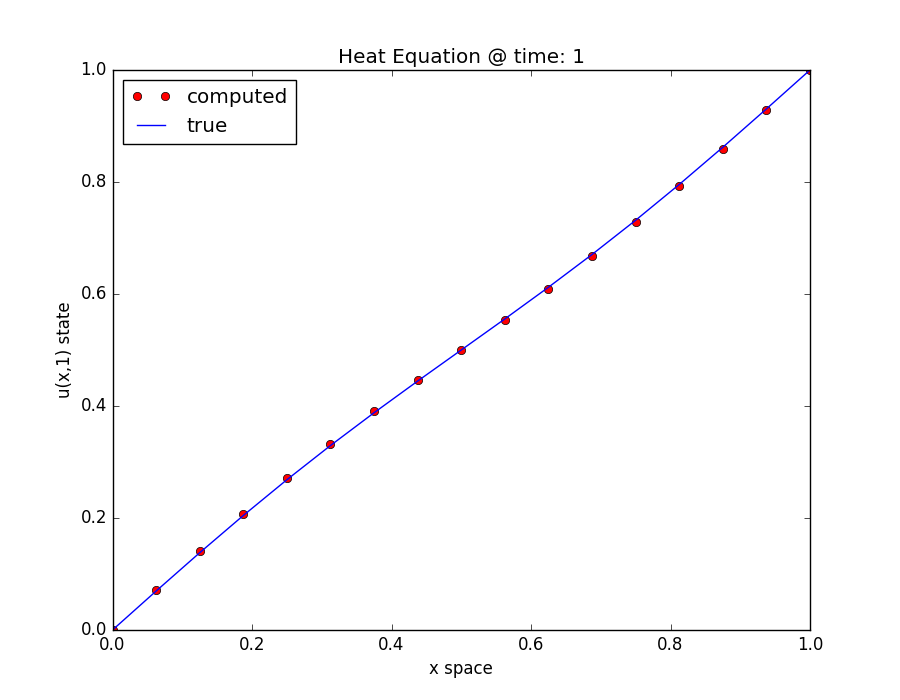 Heat Equation @ time: 1
computed
true
1.0
0.8
0.6
0.4
0.2
0.0
u(x,1) state
0.0 0.2 0.4 0.6 0.8 1.0
x space